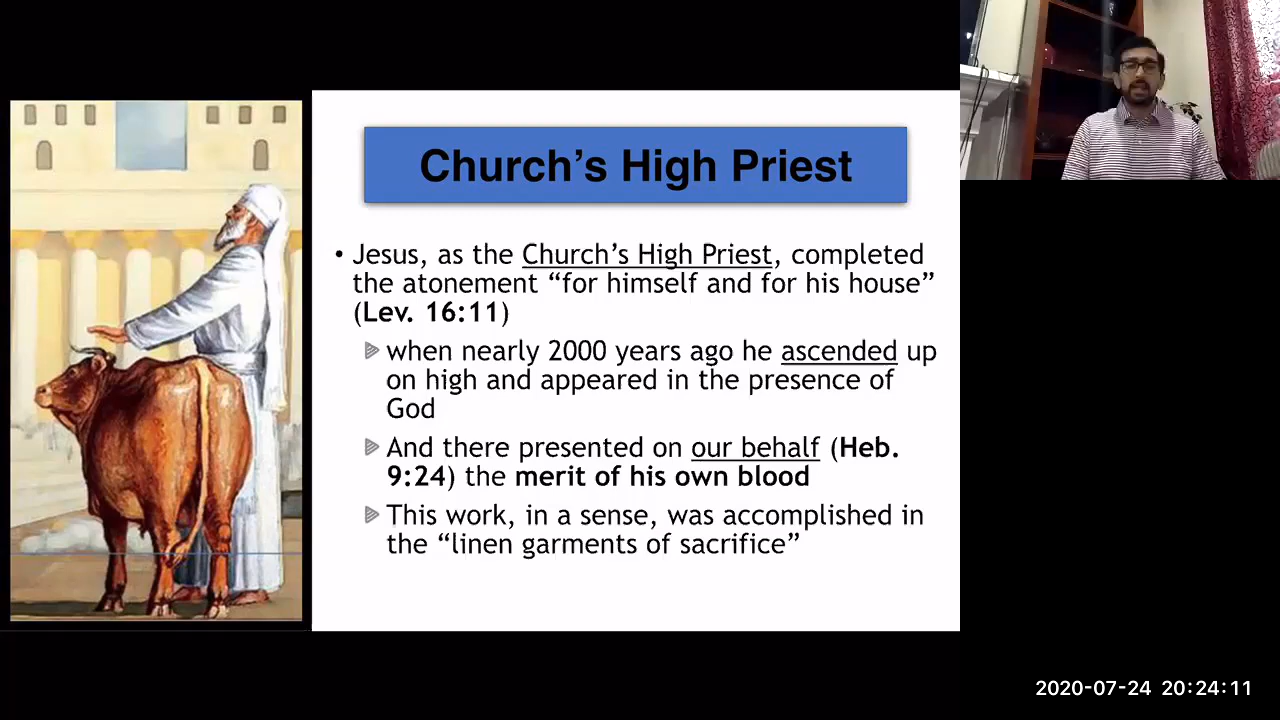 Church’s High Priest
• Jesus, as the Church’s High Priest, completed
the atonement “for himself and for his house”
(Lev. 16:11)
when nearly 2000 years ago he ascended up
on high and appeared in the presence of
God
And there presented on our behalf (Heb.
9:24) the merit of his own blood
This work, in a sense, was accomplished in
the “linen garments of sacrifice”
2020-07-24 20:24:11